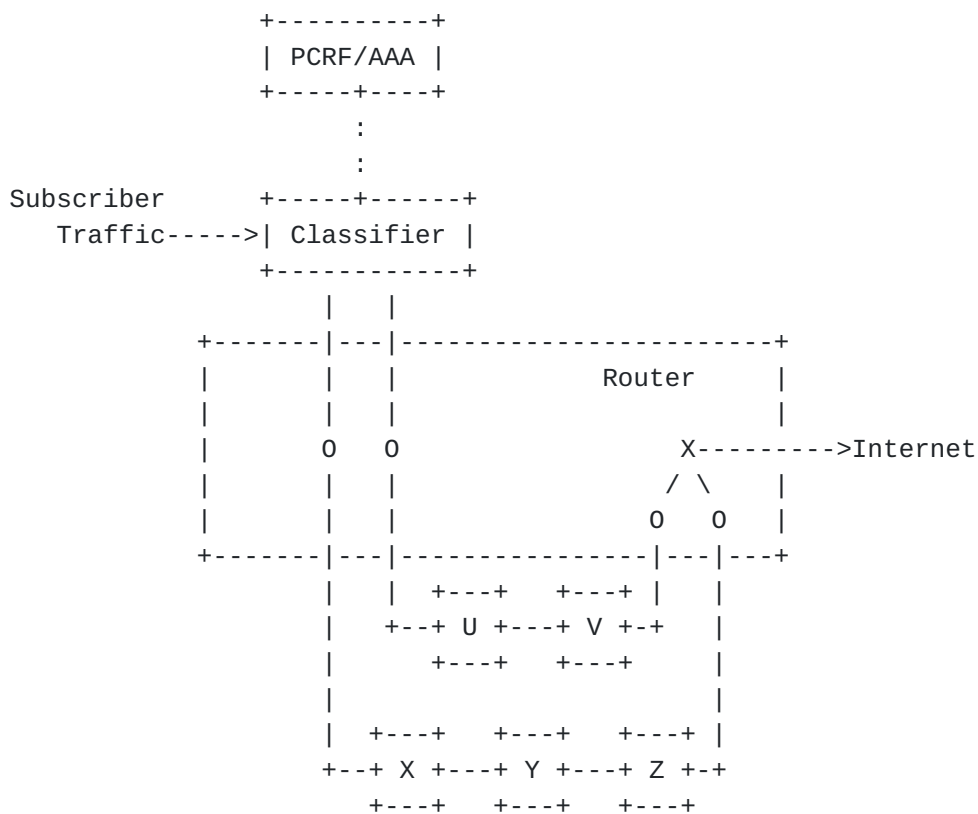 PCRF/AAA
Subscriber
Traffic----->| Classifier |
Router
O O X--------->Internet
O O
U V
X Y Z